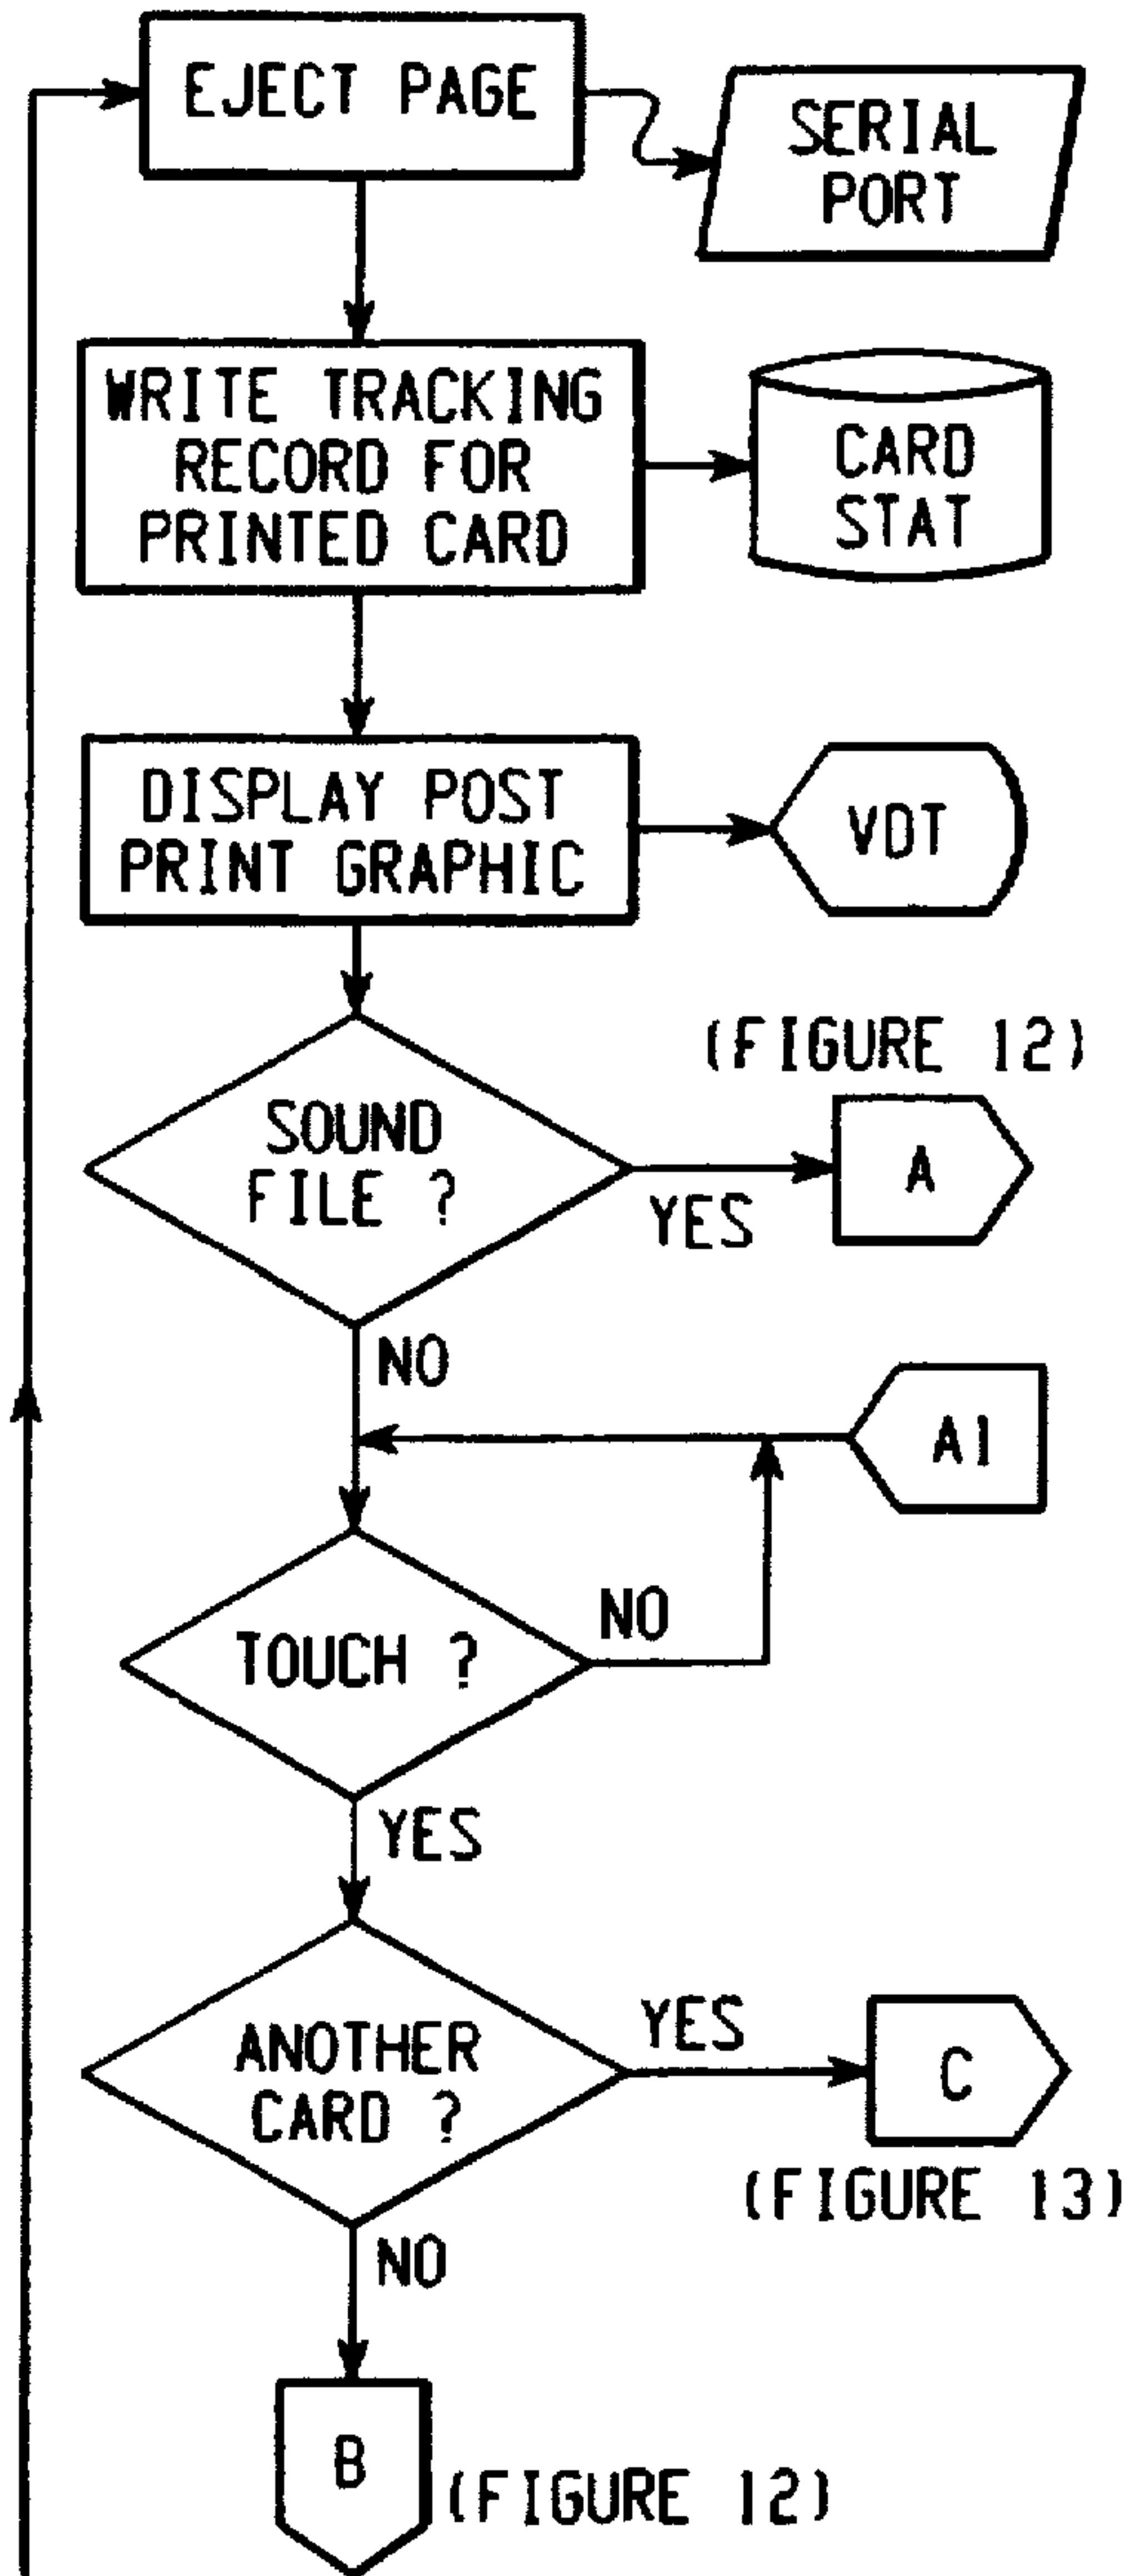 EJECT PAGE
SERIAL
PORT
WRITE TRACKING
RECORD FOR
PRINTED CARD
CARD
STAT
DISPLAY POST
PRINT GRAPHIC
VDT
(FIGURE 12)
SOUND
FILE ?
YES
A
NO
A1
TOUCH ?
NO
YES
ANOTHER
CARD ?
YES
C
(FIGURE 13)
NO
B
(FIGURE 12)